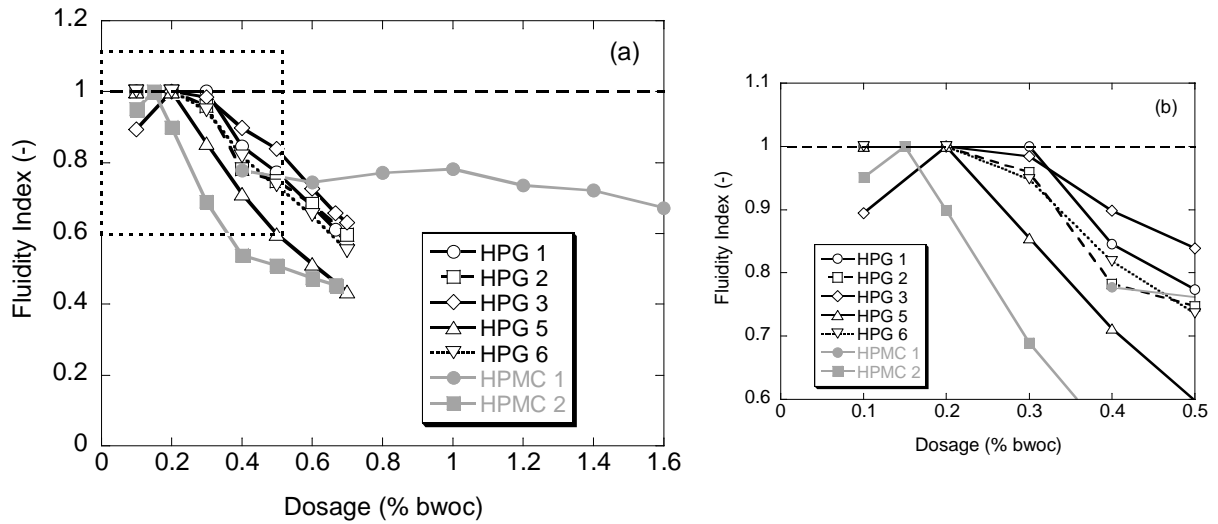 1.2
(a)
1
0.8
0.6
0.4
0.2
0
Fluidity Index (-)
HPG 1
HPG 2
HPG 3
HPG 5
HPG 6
HPMC 1
HPMC 2
0 0.2 0.4 0.6 0.8 1 1.2 1.4 1.6
Dosage (% bwoc)
1.1
(b)
1
0.9
0.8
0.7
0.6
Fluidity Index (-)
HPG 1
HPG 2
HPG 3
HPG 5
HPG 6
HPMC 1
HPMC 2
0 0.1 0.2 0.3 0.4 0.5
Dosage (% bwoc)